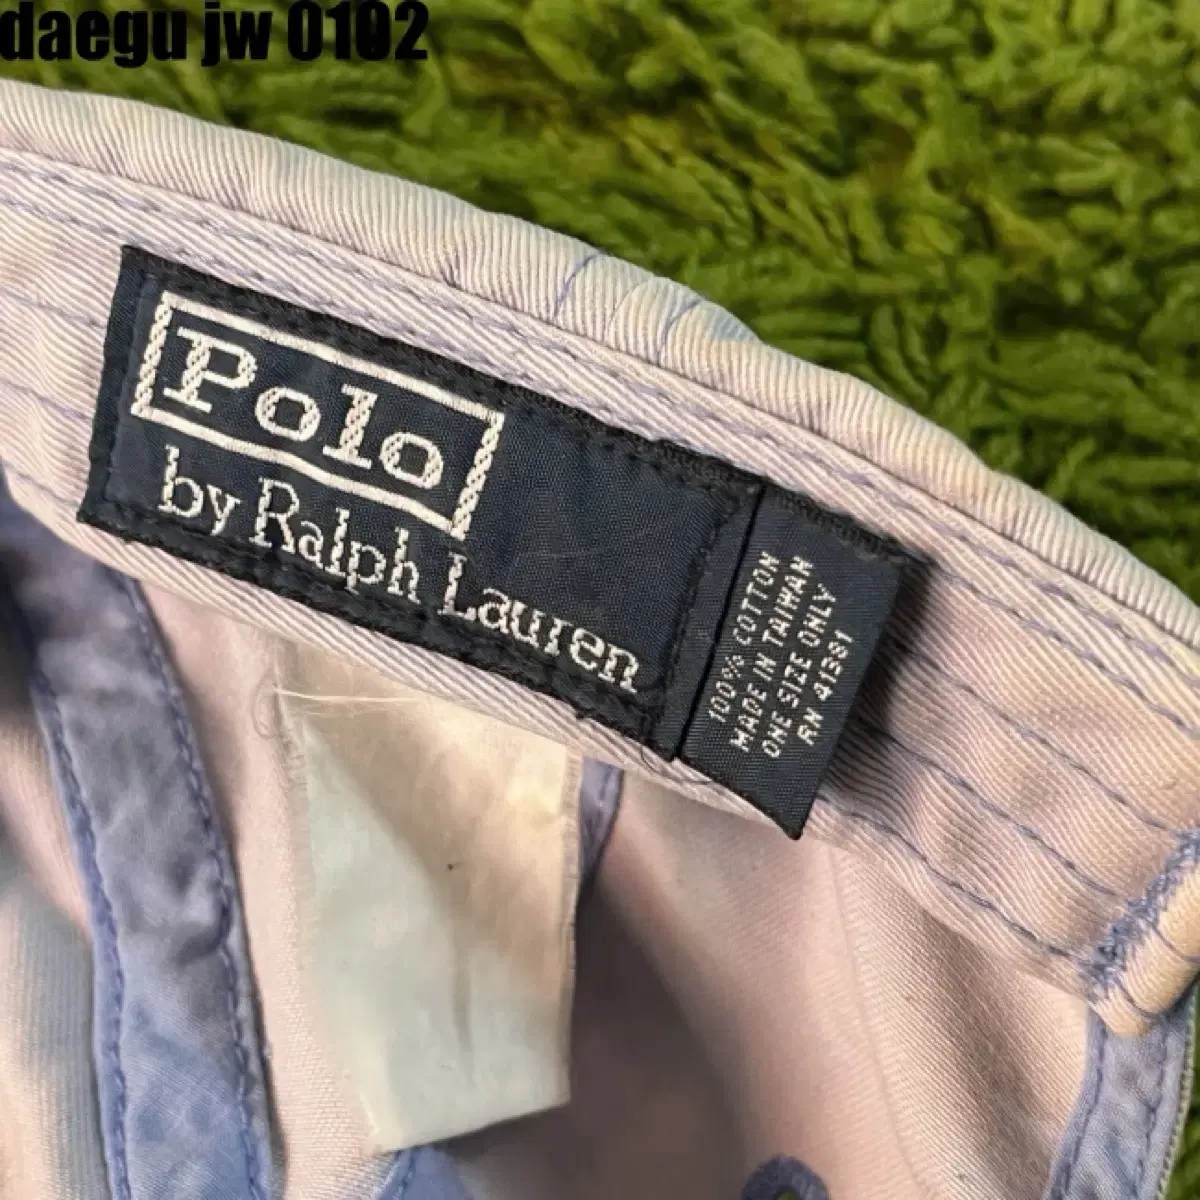 daegu jw 0102
Polo
by Ralph Lauren
100% COTTON
MADE IN TAIWAN
ONE SIZE ONLY
RN 41381